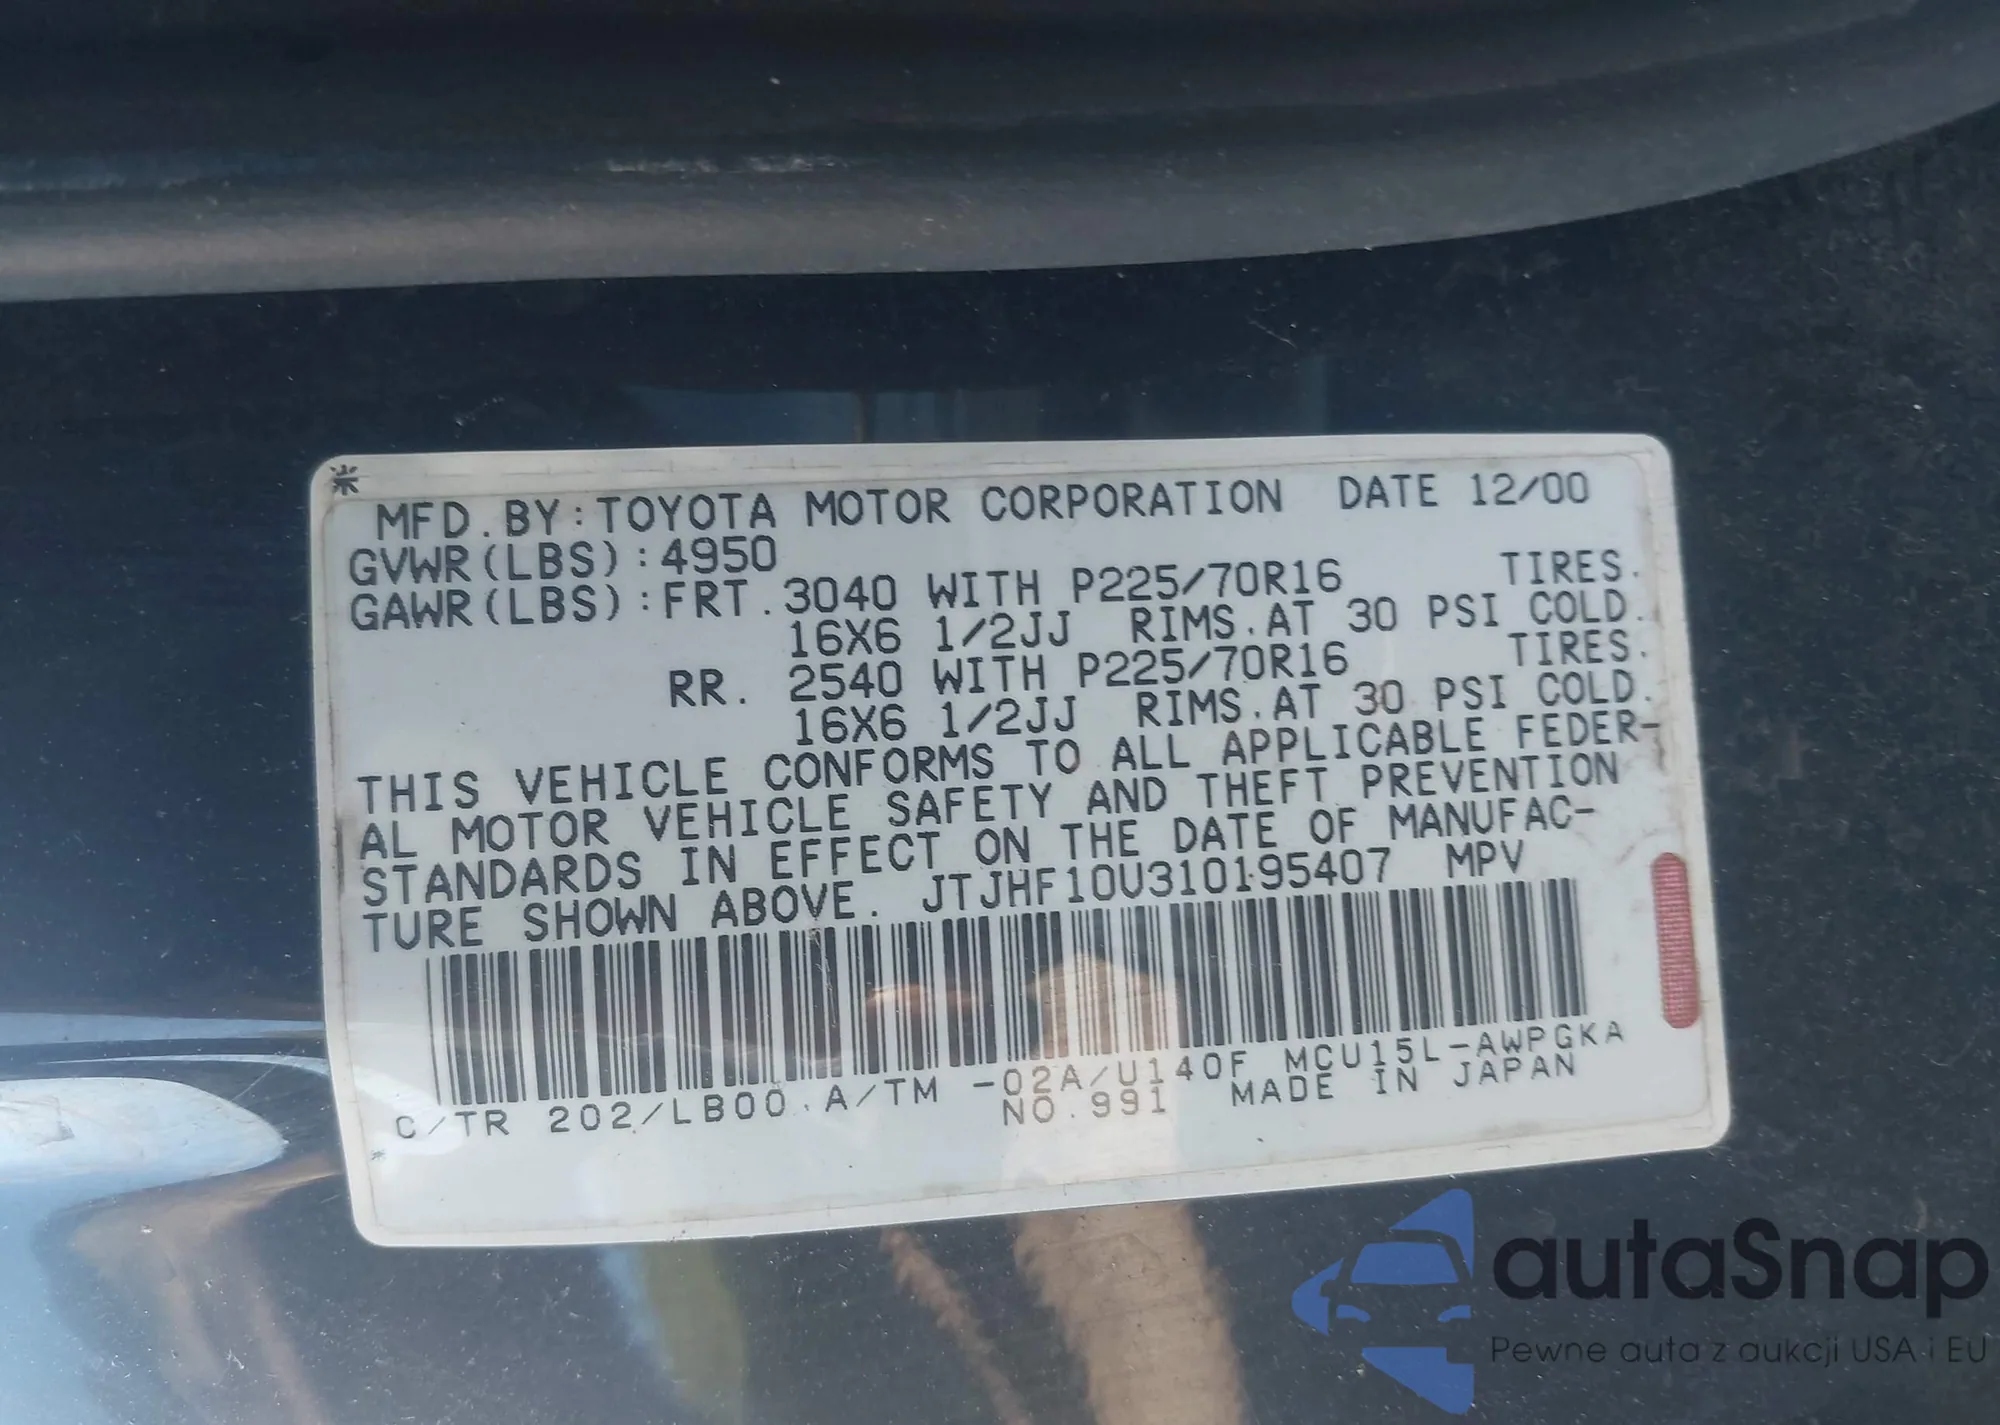 MFD.BY:TOYOTA MOTOR CORPORATION DATE 12/00
GVWR(LBS):4950
GAWR(LBS):FRT.3040 WITH P225/70R16 TIRES.
16X6 1/2JJ RIMS.AT 30 PSI COLD.
RR. 2540 WITH P225/70R16 TIRES.
16X6 1/2JJ RIMS.AT 30 PSI COLD.
THIS VEHICLE CONFORMS TO ALL APPLICABLE FEDER-
AL MOTOR VEHICLE SAFETY AND THEFT PREVENTION
STANDARDS IN EFFECT ON THE DATE OF MANUFAC-
TURE SHOWN ABOVE. JTJHF10U310195407 MPV
C/TR 202/LB00.A/TM -02A/U140F MCU15L-AWPGKA
NO.991 MADE IN JAPAN
autaSnap
Pewne auta z aukcji USA i EU